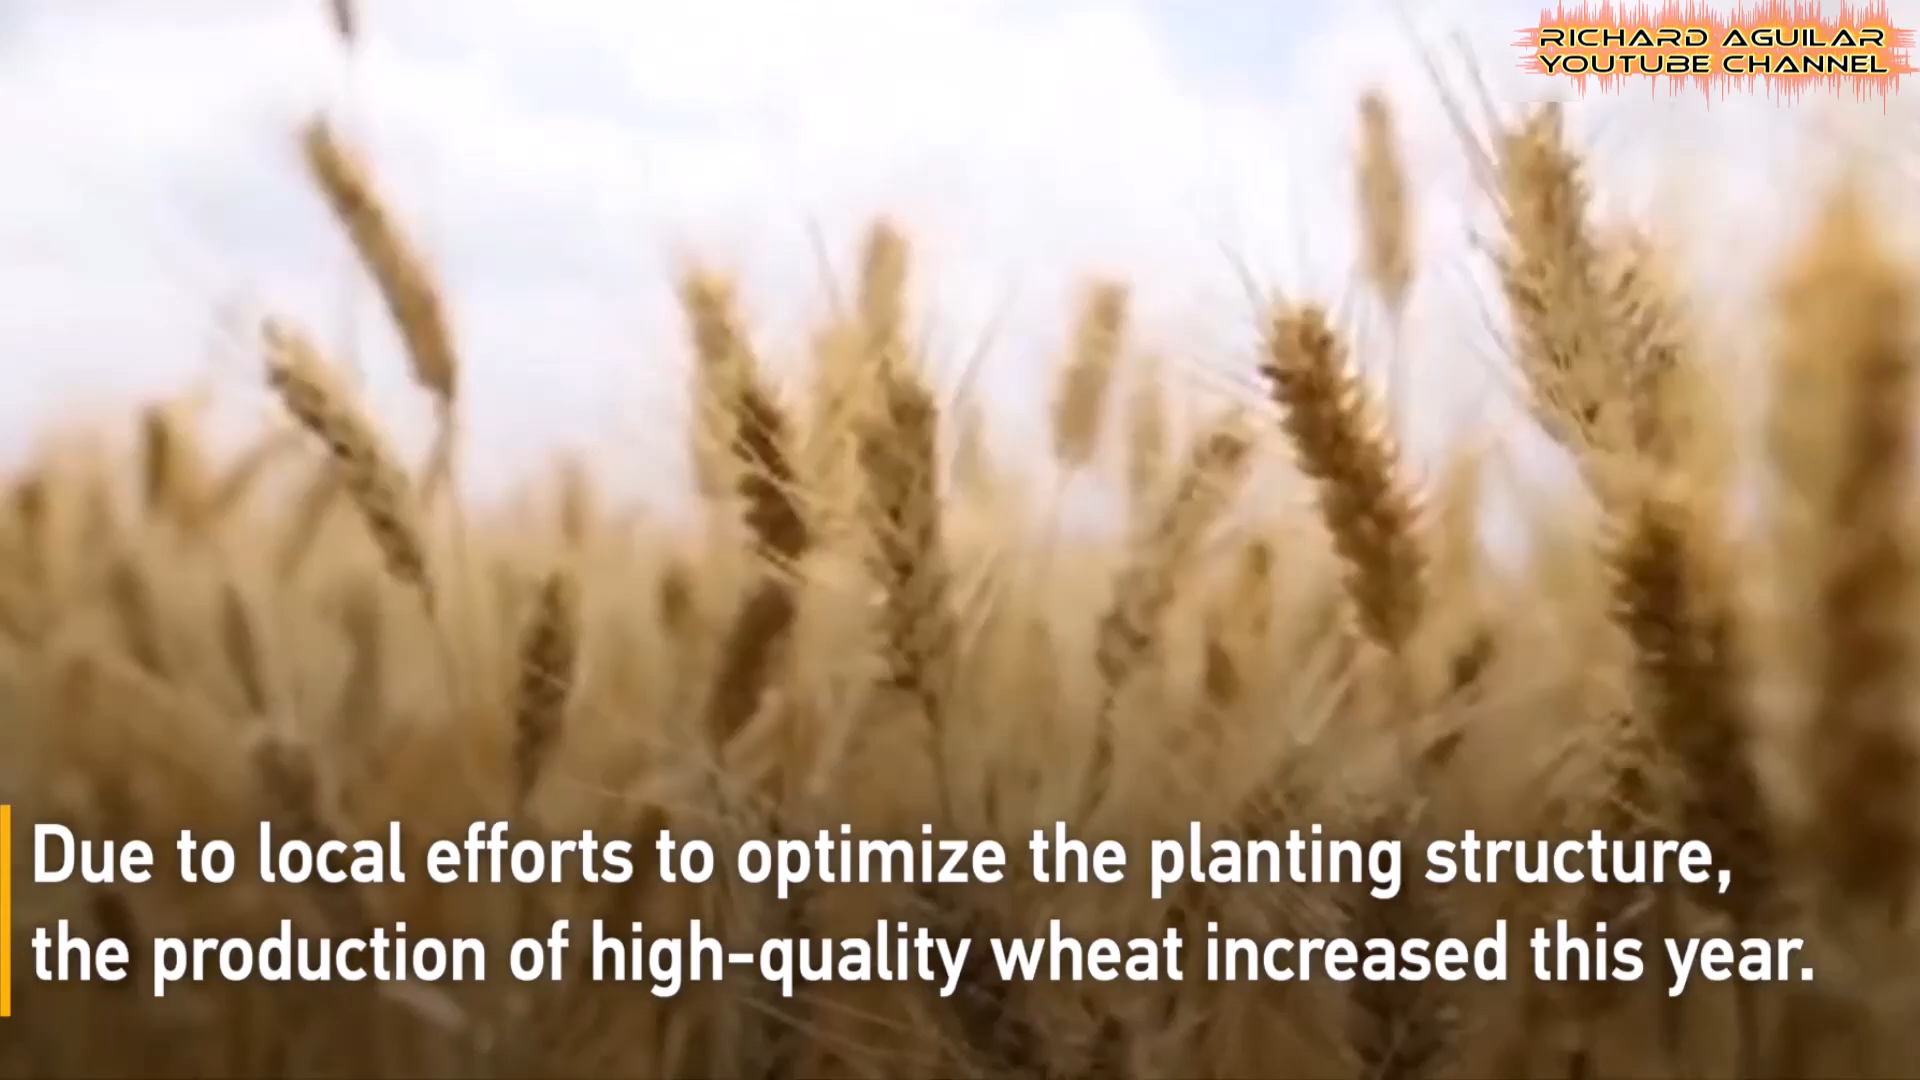 RICHARD AGUILAR
YOUTUBE CHANNEL
Due to local efforts to optimize the planting structure,
the production of high-quality wheat increased this year.